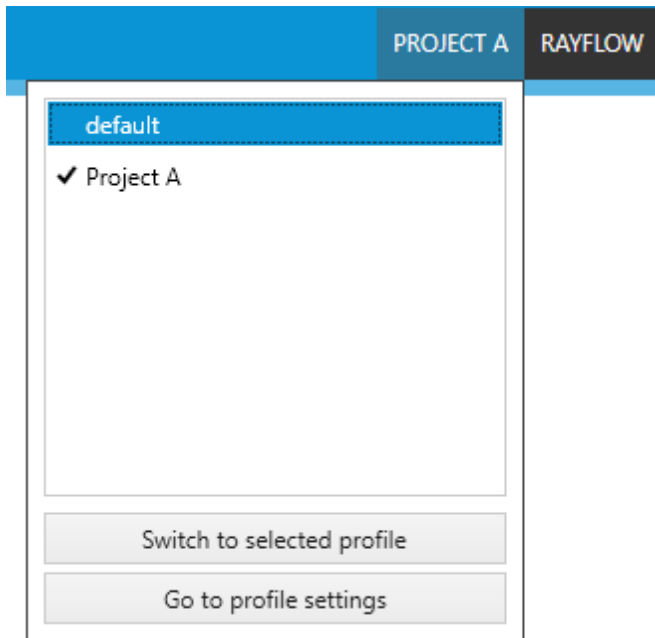 PROJECT A RAYFLOW
default
✔ Project A
Switch to selected profile
Go to profile settings